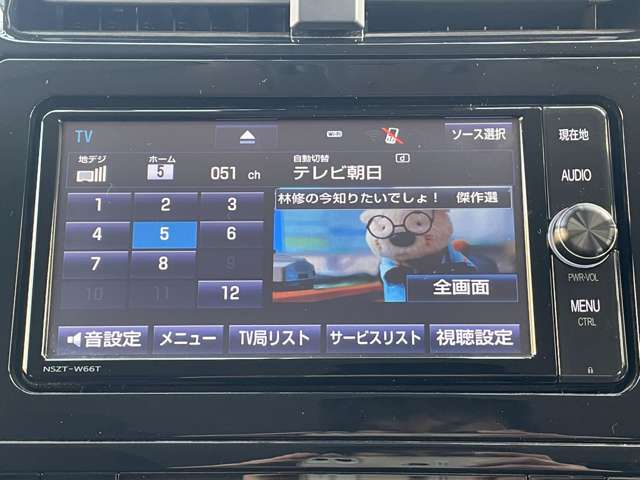 TV Wi-Fi ソース選択
地デジ ホーム 5 051 ch 自動切替 d テレビ朝日
1 2 3
4 5 6
7 8 9
10 11 12
林修の今知りたいでしょ! 傑作選
全画面
音設定 メニュー TV局リスト サービスリスト 視聴設定
NSZT-W66T
現在地
AUDIO
PWR·VOL
MENU
CTRL